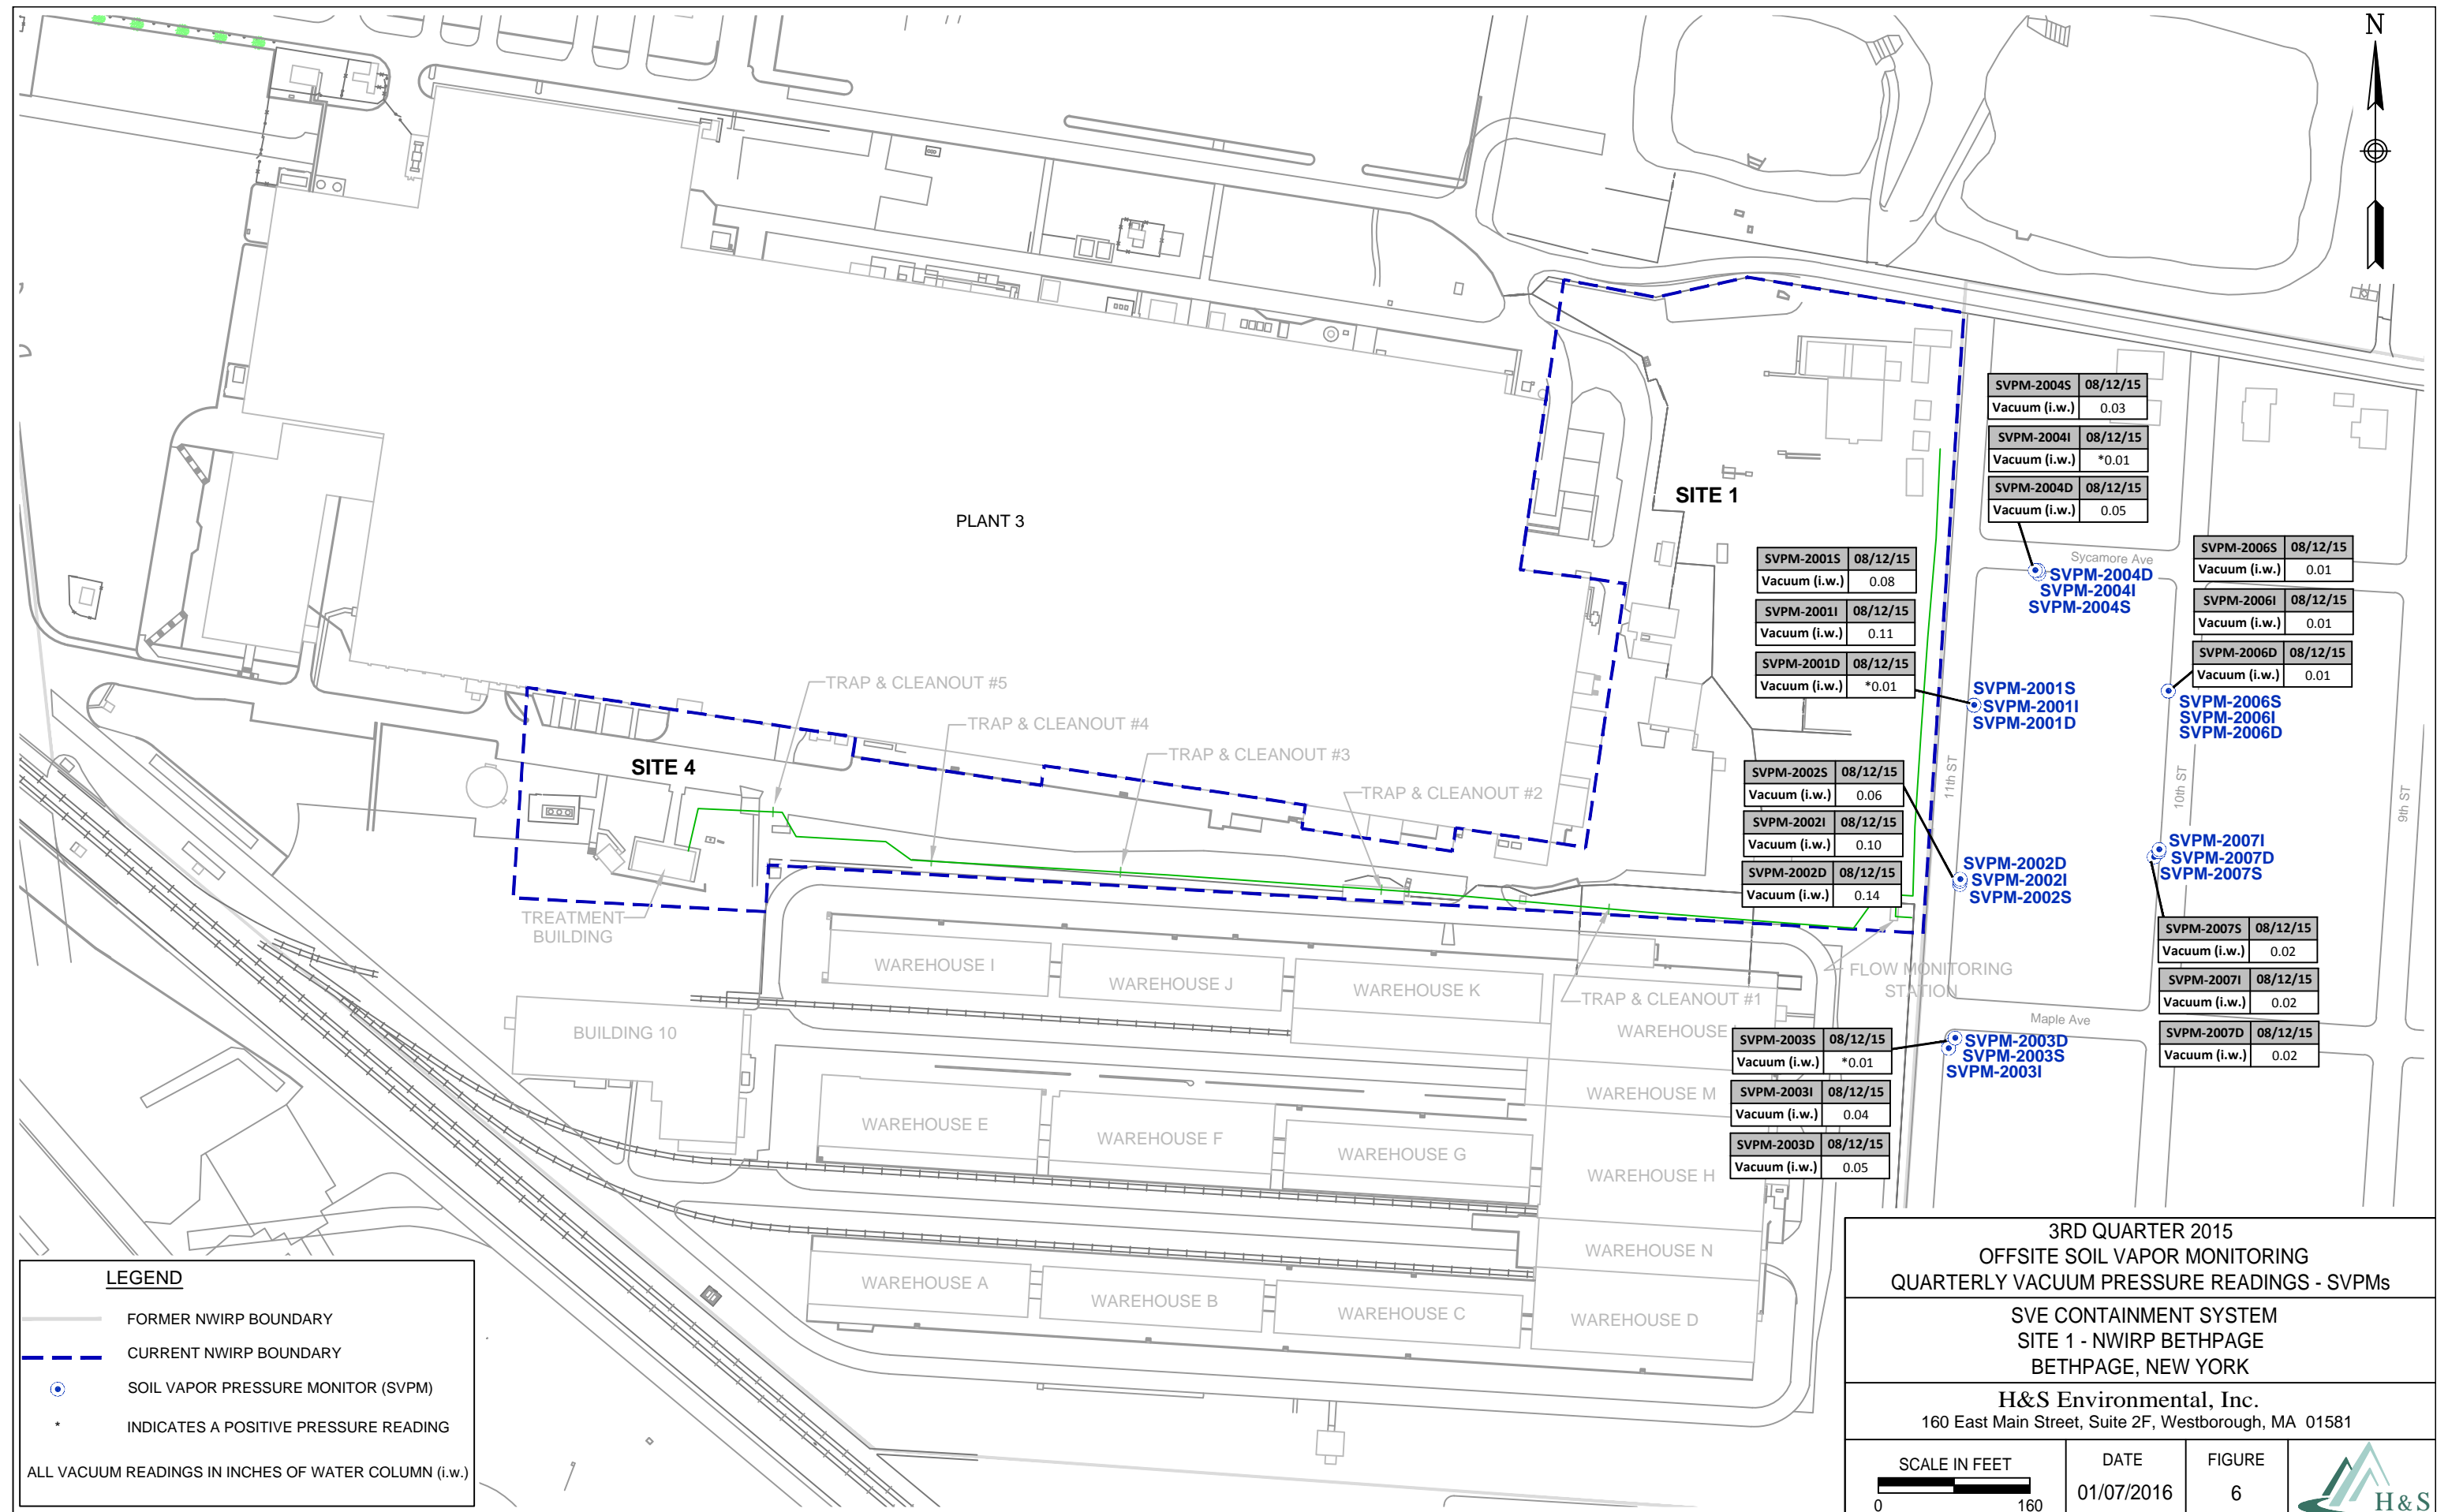 N
PLANT 3
SITE 1
SITE 4
SVPM-2004S 08/12/15
Vacuum (i.w.) 0.03
SVPM-2004I 08/12/15
Vacuum (i.w.) *0.01
SVPM-2004D 08/12/15
Vacuum (i.w.) 0.05
Sycamore Ave
SVPM-2004D
SVPM-2004I
SVPM-2004S
SVPM-2006S 08/12/15
Vacuum (i.w.) 0.01
SVPM-2006I 08/12/15
Vacuum (i.w.) 0.01
SVPM-2006D 08/12/15
Vacuum (i.w.) 0.01
SVPM-2006S
SVPM-2006I
SVPM-2006D
SVPM-2001S 08/12/15
Vacuum (i.w.) 0.08
SVPM-2001I 08/12/15
Vacuum (i.w.) 0.11
SVPM-2001D 08/12/15
Vacuum (i.w.) *0.01
SVPM-2001S
SVPM-2001I
SVPM-2001D
TRAP & CLEANOUT #5
TRAP & CLEANOUT #4
TRAP & CLEANOUT #3
TRAP & CLEANOUT #2
11th ST
10th ST
9th ST
SVPM-2002S 08/12/15
Vacuum (i.w.) 0.06
SVPM-2002I 08/12/15
Vacuum (i.w.) 0.10
SVPM-2002D 08/12/15
Vacuum (i.w.) 0.14
SVPM-2002D
SVPM-2002I
SVPM-2002S
SVPM-2007I
SVPM-2007D
SVPM-2007S
SVPM-2007S 08/12/15
Vacuum (i.w.) 0.02
SVPM-2007I 08/12/15
Vacuum (i.w.) 0.02
SVPM-2007D 08/12/15
Vacuum (i.w.) 0.02
TREATMENT
BUILDING
FLOW MONITORING
STATION
TRAP & CLEANOUT #1
Maple Ave
WAREHOUSE I
WAREHOUSE J
WAREHOUSE K
WAREHOUSE
BUILDING 10
SVPM-2003S 08/12/15
Vacuum (i.w.) *0.01
SVPM-2003I 08/12/15
Vacuum (i.w.) 0.04
SVPM-2003D 08/12/15
Vacuum (i.w.) 0.05
SVPM-2003D
SVPM-2003S
SVPM-2003I
WAREHOUSE M
WAREHOUSE E
WAREHOUSE F
WAREHOUSE G
WAREHOUSE H
WAREHOUSE N
WAREHOUSE A
WAREHOUSE B
WAREHOUSE C
WAREHOUSE D
LEGEND
FORMER NWIRP BOUNDARY
CURRENT NWIRP BOUNDARY
SOIL VAPOR PRESSURE MONITOR (SVPM)
* INDICATES A POSITIVE PRESSURE READING
ALL VACUUM READINGS IN INCHES OF WATER COLUMN (i.w.)
3RD QUARTER 2015
OFFSITE SOIL VAPOR MONITORING
QUARTERLY VACUUM PRESSURE READINGS - SVPMs
SVE CONTAINMENT SYSTEM
SITE 1 - NWIRP BETHPAGE
BETHPAGE, NEW YORK
H&S Environmental, Inc.
160 East Main Street, Suite 2F, Westborough, MA 01581
SCALE IN FEET
0 160
DATE
01/07/2016
FIGURE
6
H&S